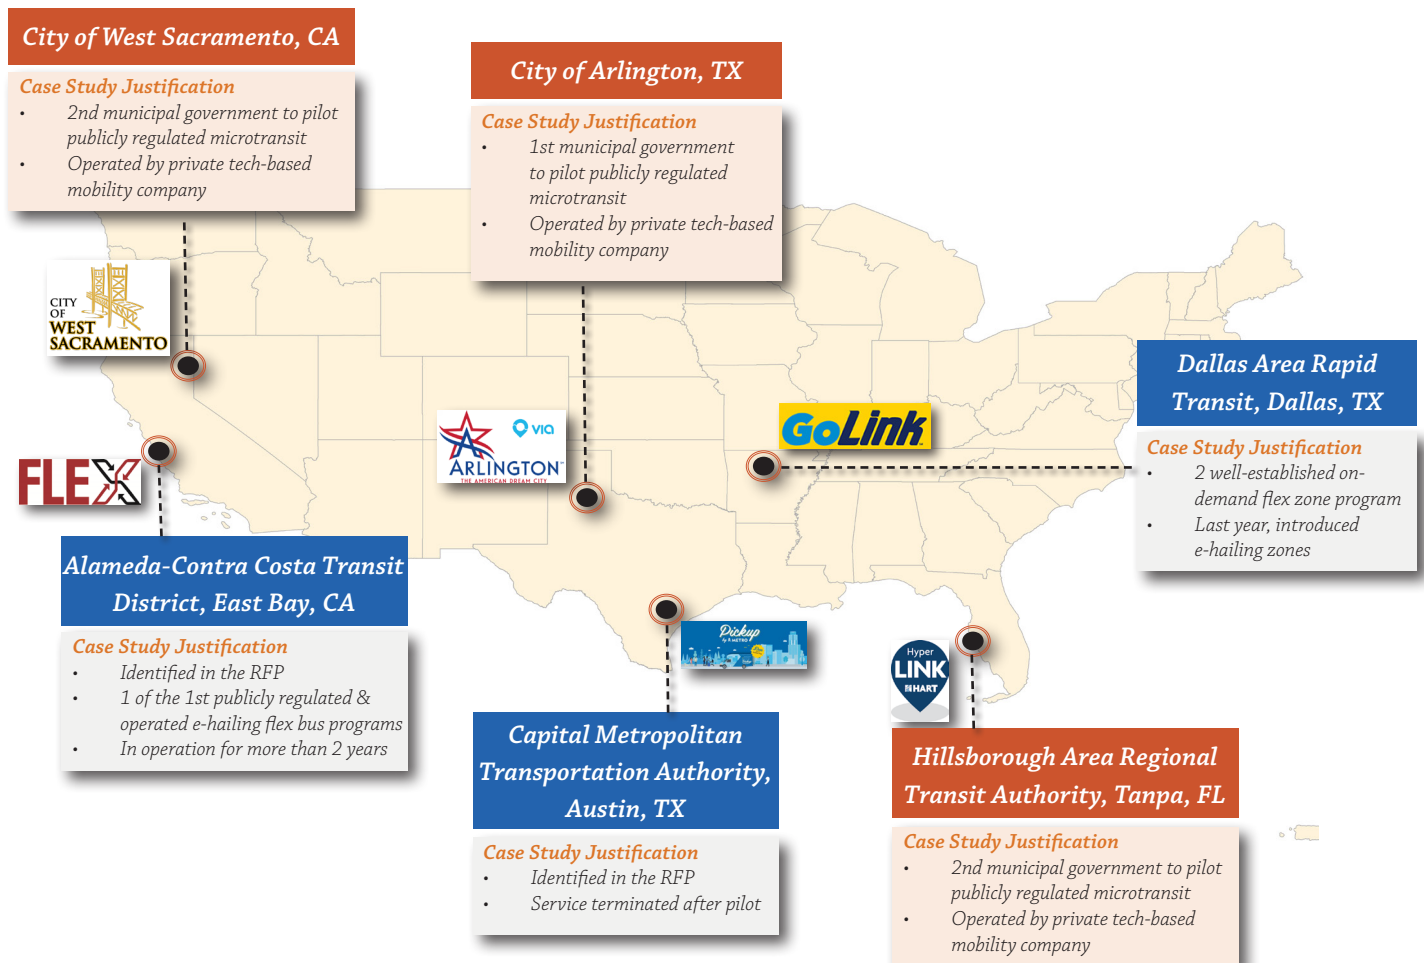 City of West Sacramento, CA
Case Study Justification
• 2nd municipal government to pilot
publicly regulated microtransit
• Operated by private tech-based
mobility company
City of Arlington, TX
Case Study Justification
• 1st municipal government
to pilot publicly regulated
microtransit
• Operated by private tech-based
mobility company
CITY
OF
WEST
SACRAMENTO
Dallas Area Rapid
Transit, Dallas, TX
Case Study Justification
• 2 well-established on-
demand flex zone program
• Last year, introduced
e-hailing zones
GoLink
via
ARLINGTON
THE AMERICAN DREAM CITY
FLEX
Alameda-Contra Costa Transit
District, East Bay, CA
Case Study Justification
• Identified in the RFP
• 1 of the 1st publicly regulated &
operated e-hailing flex bus programs
• In operation for more than 2 years
Pickup
METRO
Hyper
LINK
HART
Capital Metropolitan
Transportation Authority,
Austin, TX
Case Study Justification
• Identified in the RFP
• Service terminated after pilot
Hillsborough Area Regional
Transit Authority, Tanpa, FL
Case Study Justification
• 2nd municipal government to pilot
publicly regulated microtransit
• Operated by private tech-based
mobility company